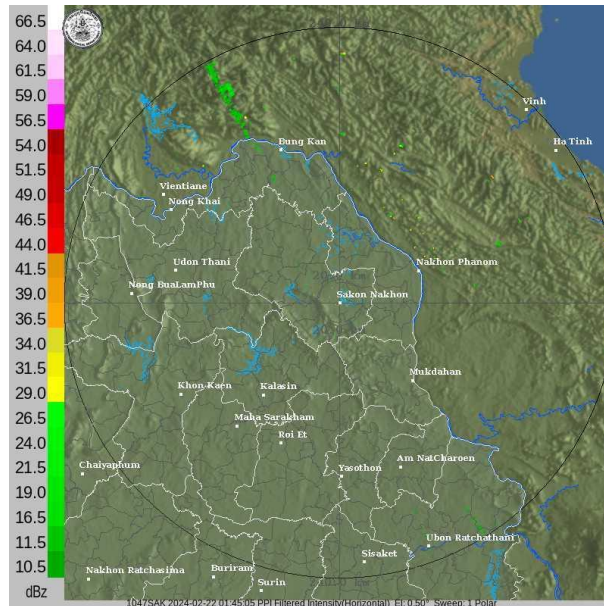 66.5
64.0
61.5
59.0
56.5
54.0
51.5
49.0
46.5
44.0
41.5
39.0
36.5
34.0
31.5
29.0
26.5
24.0
21.5
19.0
16.5
13.5
10.5
dBz
Vinh
Ha Tinh
Bung Kan
Vientiane
Nong Khai
Udon Thani
Nakhon Phanom
Nong BuaLamPhu
Sakon Nakhon
Mukdahan
Khon Kaen
Kalasin
Maha Sarakham
Roi Et
Am NatCharoen
Chaiyaphum
Yasothon
Ubon Ratchathani
Sisaket
Nakhon Ratchasima
Buriram
Surin
1047SAK 2024-02-22 01:45:05 PPI Filtered Intensity(Horizontal) El: 0.50° Sweep: 1 Polar